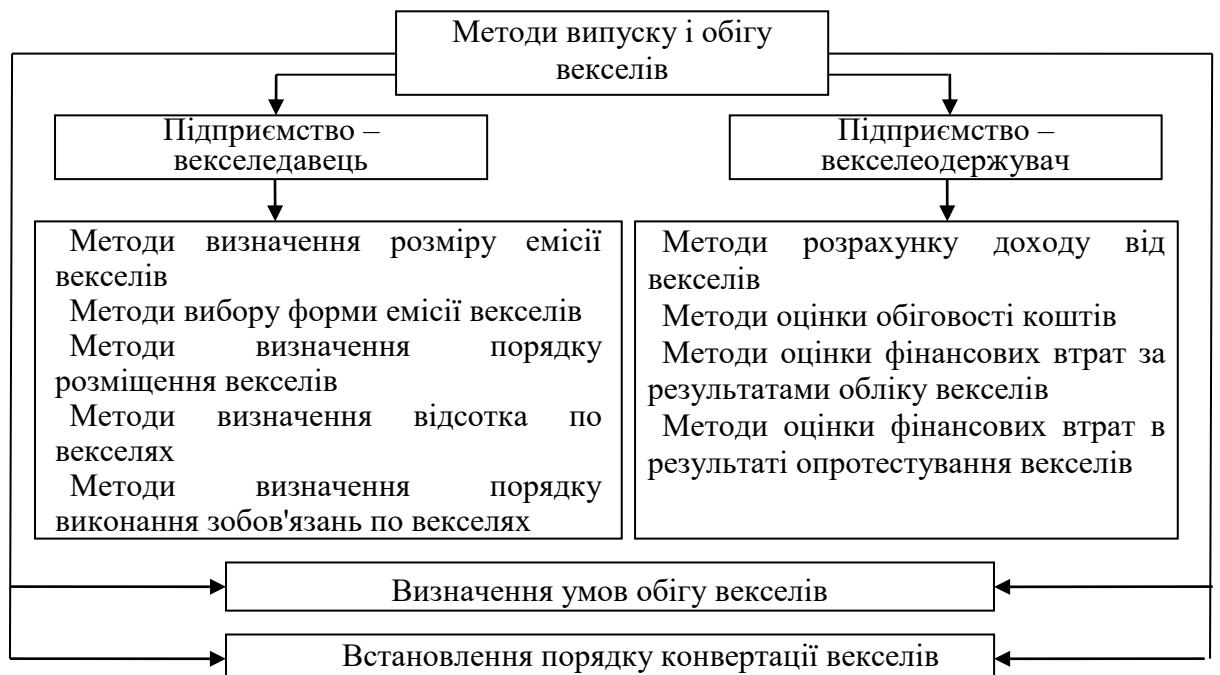 Методи випуску і обігу
векселів
Підприємство –
векселедавець
Підприємство –
векселеодержувач
Методи визначення розміру емісії
векселів
Методи вибору форми емісії векселів
Методи визначення порядку
розміщення векселів
Методи визначення відсотка по
векселях
Методи визначення порядку
виконання зобов'язань по векселях
Методи розрахунку доходу від
векселів
Методи оцінки обіговості коштів
Методи оцінки фінансових втрат за
результатами обліку векселів
Методи оцінки фінансових втрат в
результаті опротестування векселів
Визначення умов обігу векселів
Встановлення порядку конвертації векселів